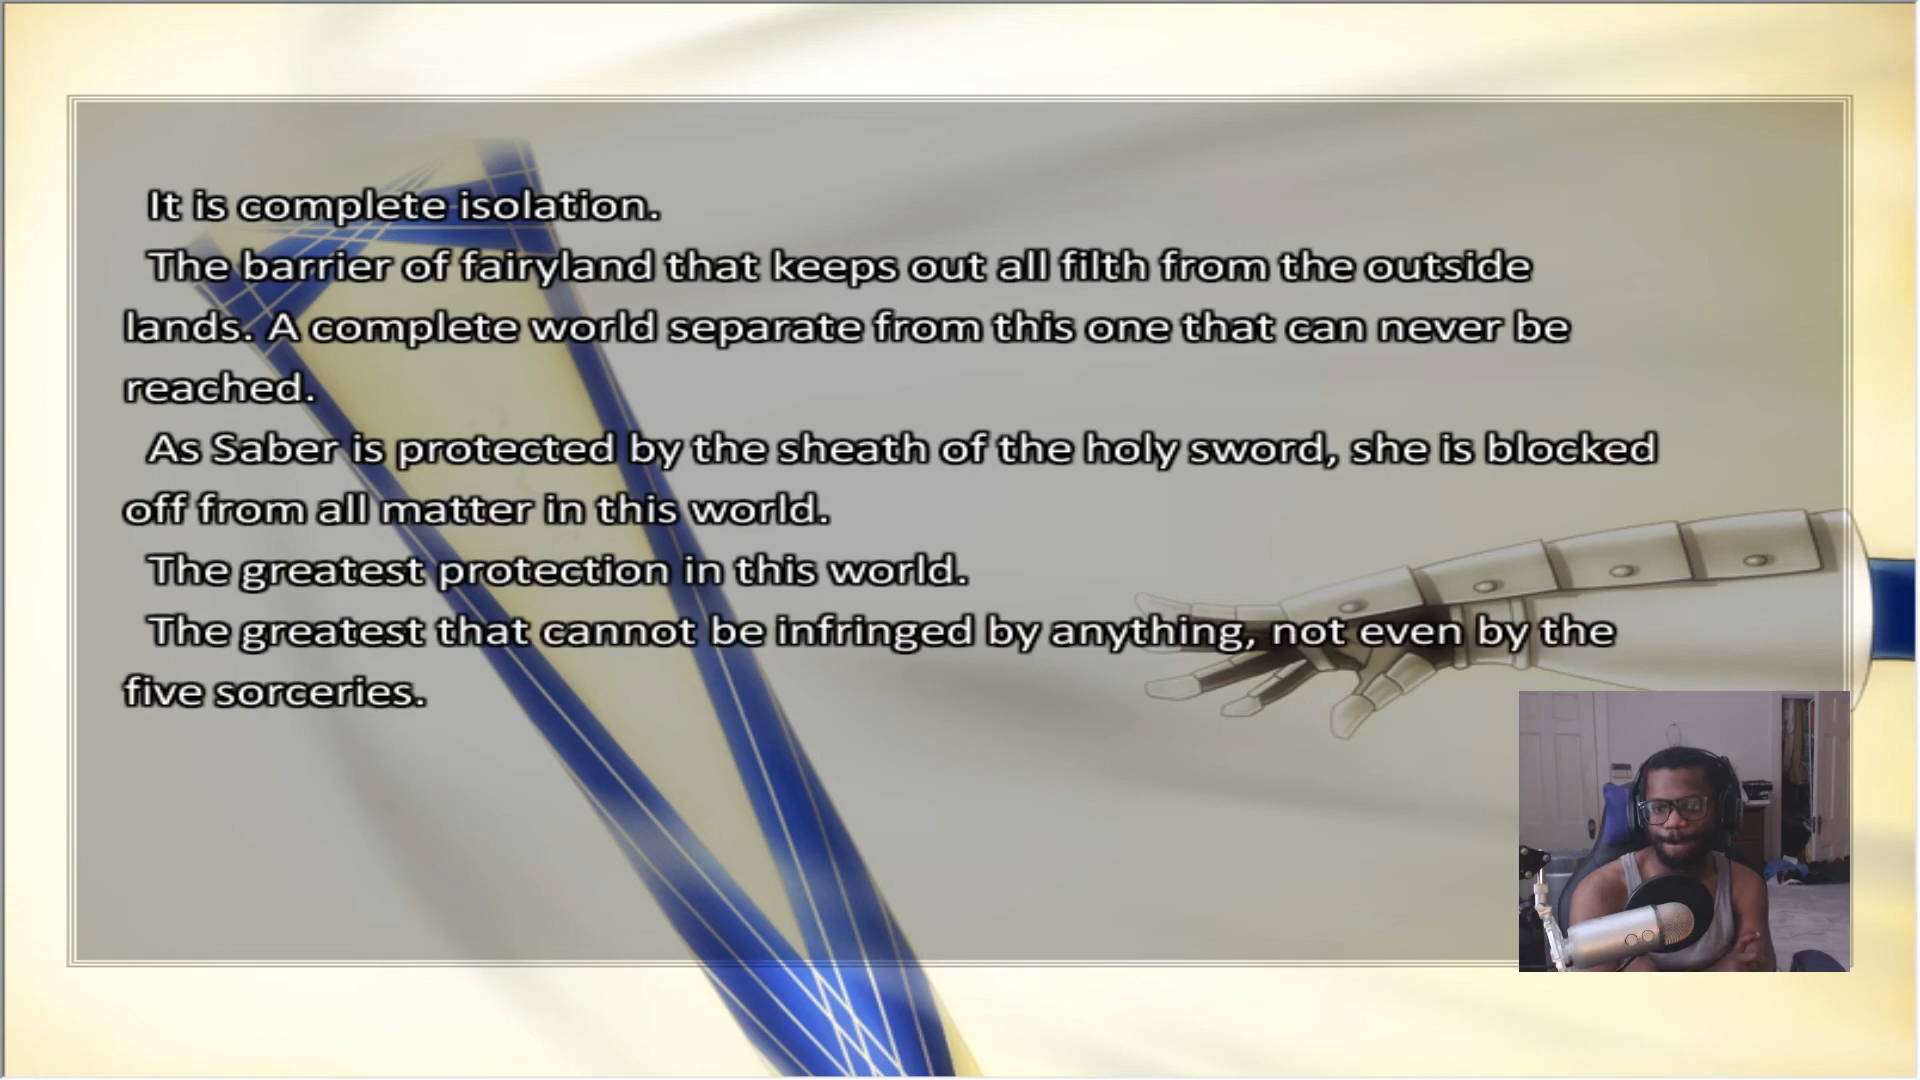 It is complete isolation.
The barrier of fairyland that keeps out all filth from the outside
lands. A complete world separate from this one that can never be
reached.
As Saber is protected by the sheath of the holy sword, she is blocked
off from all matter in this world.
The greatest protection in this world.
The greatest that cannot be infringed by anything, not even by the
five sorceries.